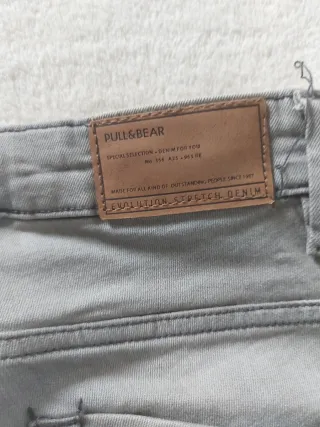 PULL&BEAR
SPECIAL SELECTION - DENIM FOR YOU
MADE FOR ALL KIND OF OUTSTANDING PEOPLE SINCE 1991
EVOLUTION STRETCH DENIM